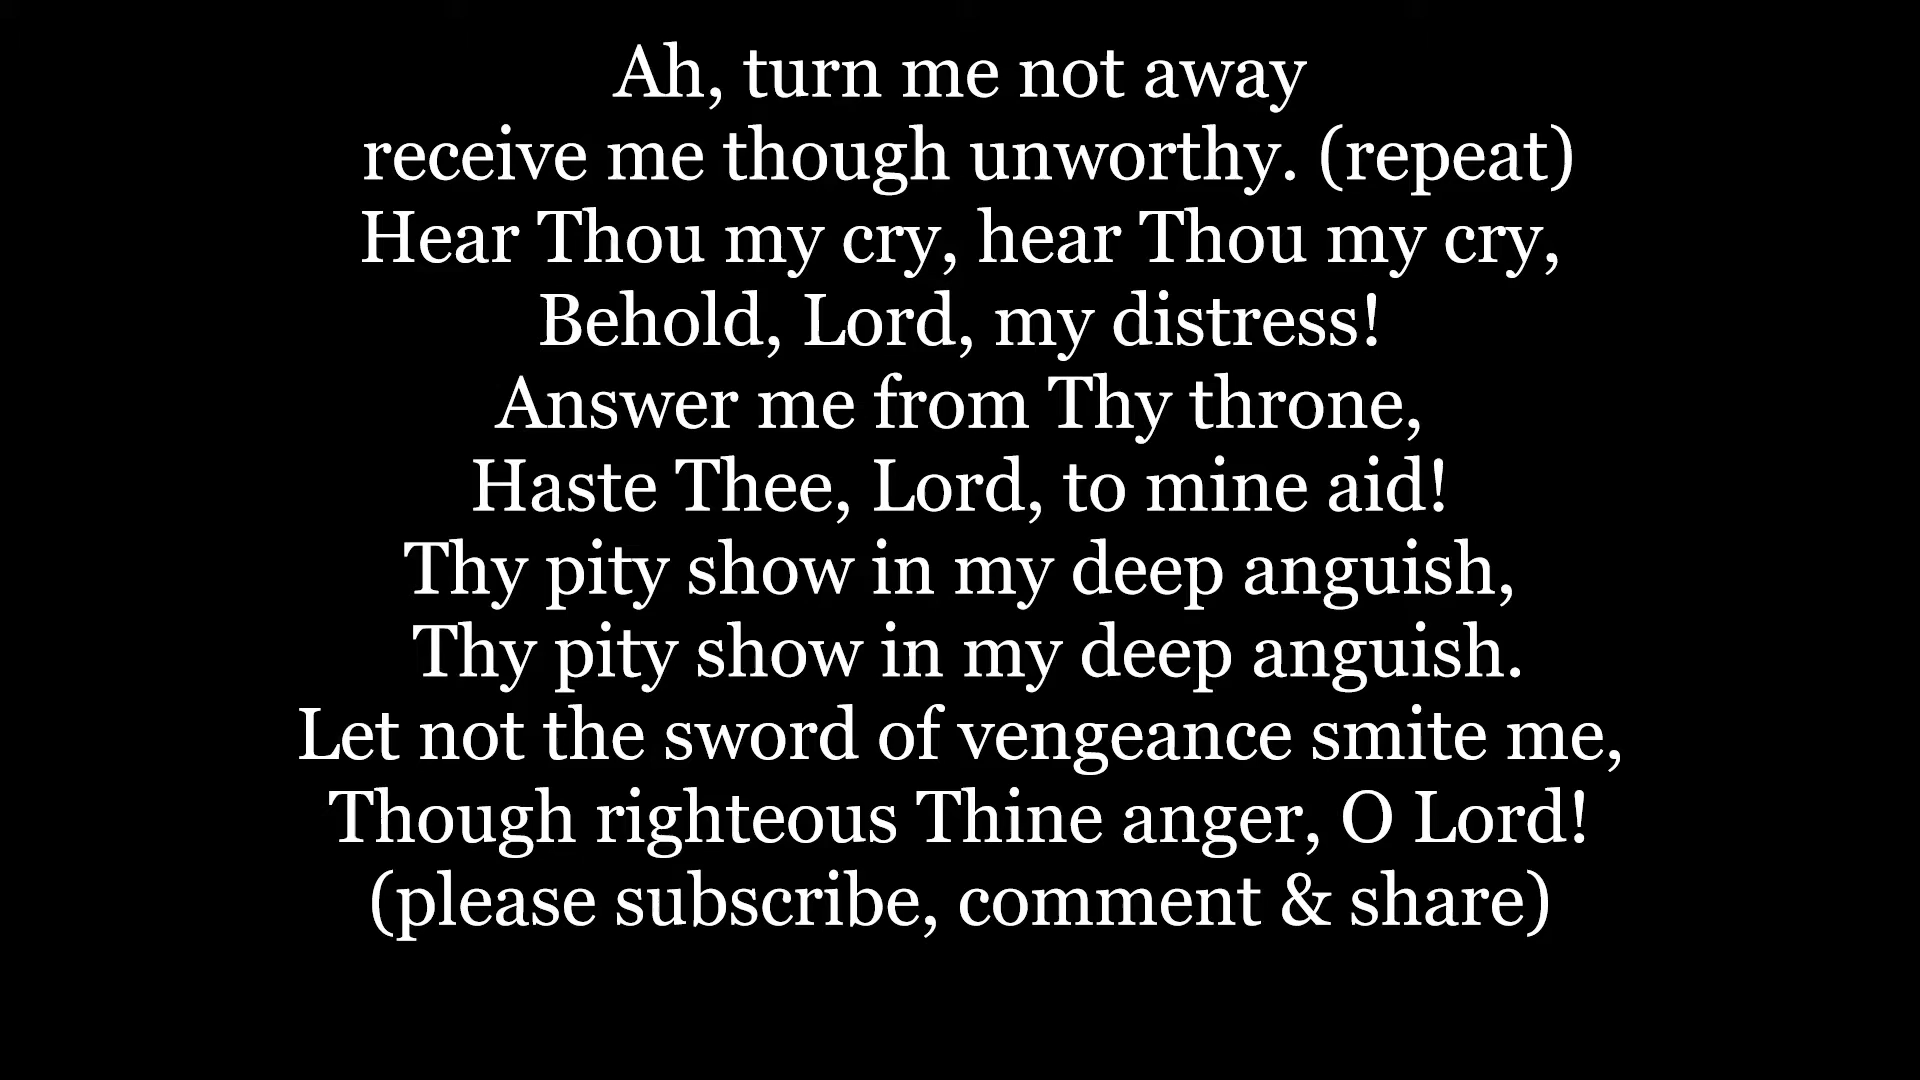 Ah, turn me not away
receive me though unworthy. (repeat)
Hear Thou my cry, hear Thou my cry,
Behold, Lord, my distress!
Answer me from Thy throne,
Haste Thee, Lord, to mine aid!
Thy pity show in my deep anguish,
Thy pity show in my deep anguish.
Let not the sword of vengeance smite me,
Though righteous Thine anger, O Lord!
(please subscribe, comment & share)